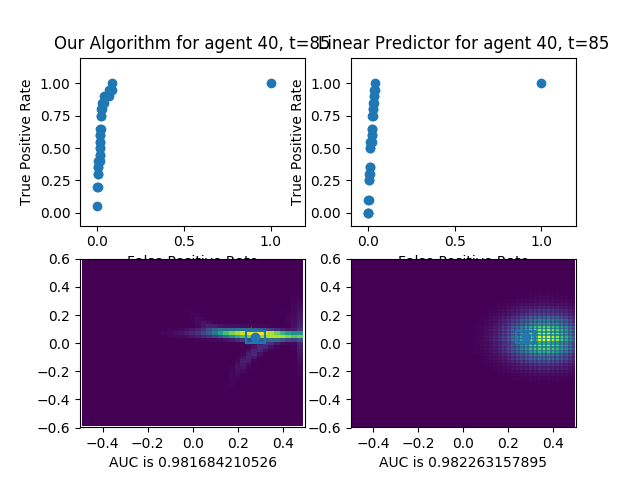 Our Algorithm for agent 40, t=85
Linear Predictor for agent 40, t=85
True Positive Rate
1.00
0.75
0.50
0.25
0.00
0.0 0.5 1.0
False Positive Rate
True Positive Rate
1.00
0.75
0.50
0.25
0.00
0.0 0.5 1.0
False Positive Rate
0.6
0.4
0.2
0.0
−0.2
−0.4
−0.6
−0.4 −0.2 0.0 0.2 0.4
AUC is 0.981684210526
0.6
0.4
0.2
0.0
−0.2
−0.4
−0.6
−0.4 −0.2 0.0 0.2 0.4
AUC is 0.982263157895